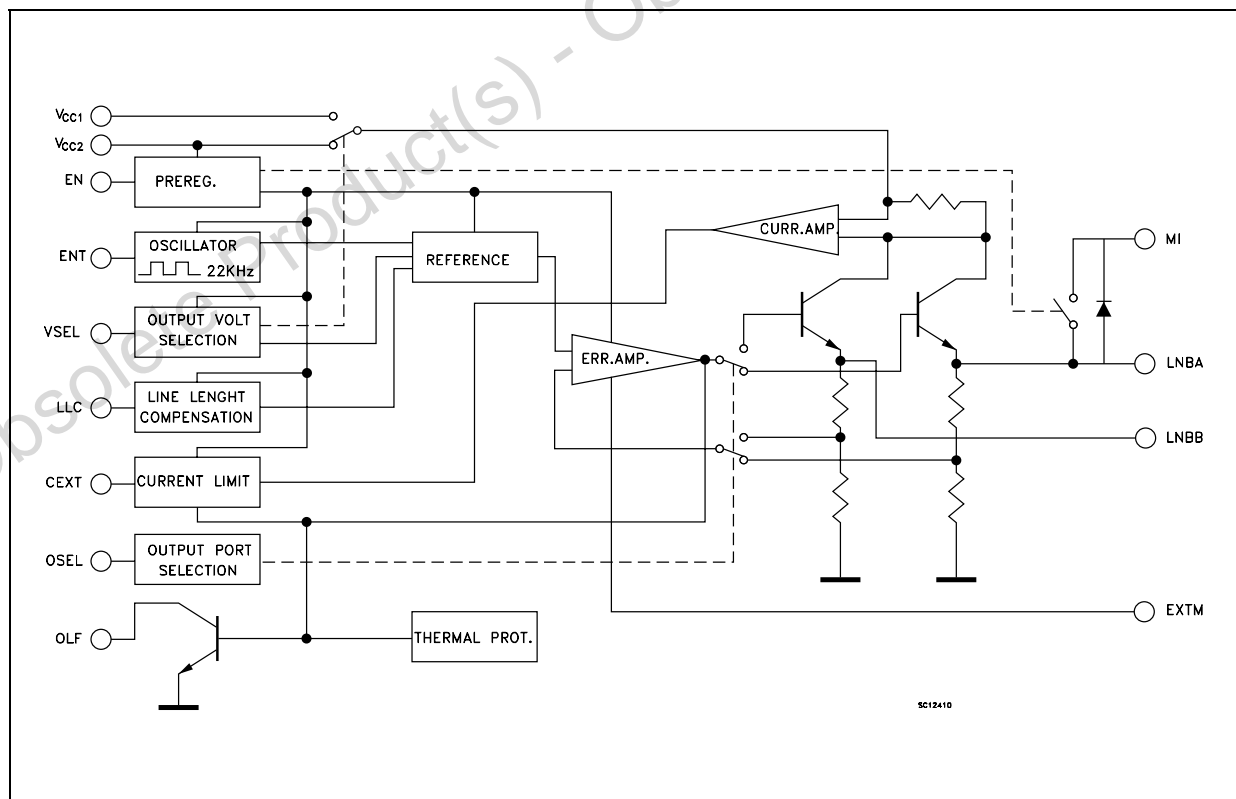 Obsolete Product(s) - Ob
VCC1
VCC2
EN
PREREG.
ENT
OSCILLATOR
22KHz
REFERENCE
CURR.AMP.
MI
VSEL
OUTPUT VOLT
SELECTION
ERR.AMP.
LNBA
LLC
LINE LENGHT
COMPENSATION
LNBB
CEXT
CURRENT LIMIT
OSEL
OUTPUT PORT
SELECTION
EXTM
OLF
THERMAL PROT.
SC12410